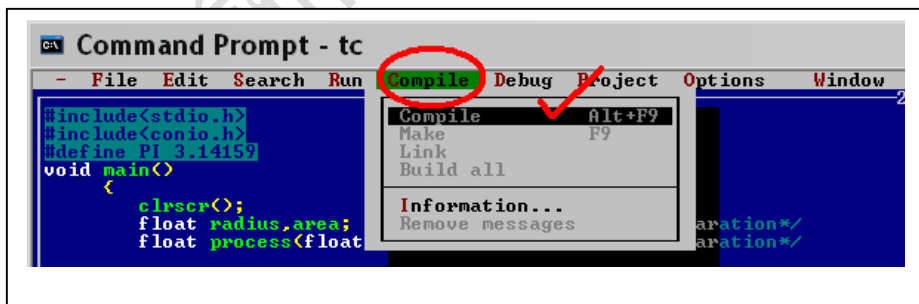 Command Prompt - tc
- File Edit Search Run Compile Debug Project Options Window
2
#include<stdio.h>
#include<conio.h>
#define PI 3.14159
void main()
{
clrscr();
float radius,area; aration*/
float process(float aration*/
Compile Alt+F9
Make F9
Link
Build all
Information...
Remove messages